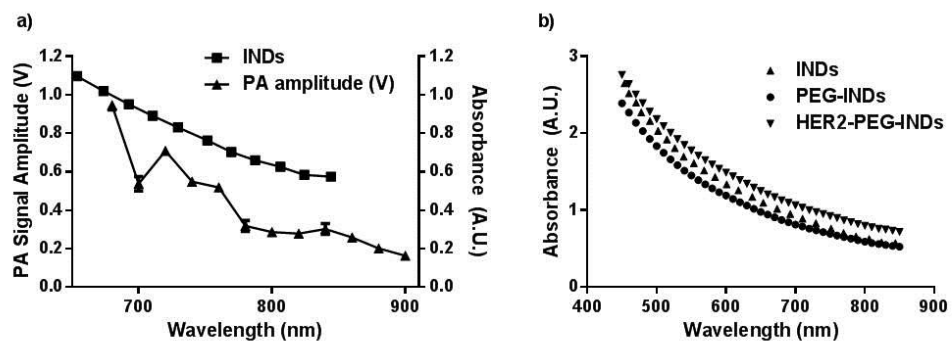 a)
INDs
PA amplitude (V)
PA Signal Amplitude (V)
1.2
1.0
0.8
0.6
0.4
0.2
0.0
1.2
1.0
0.8
0.6
0.4
0.2
0.0
Absorbance (A.U.)
700
800
900
Wavelength (nm)
b)
INDs
PEG-INDs
HER2-PEG-INDs
Absorbance (A.U.)
3
2
1
0
400
500
600
700
800
900
Wavelength (nm)